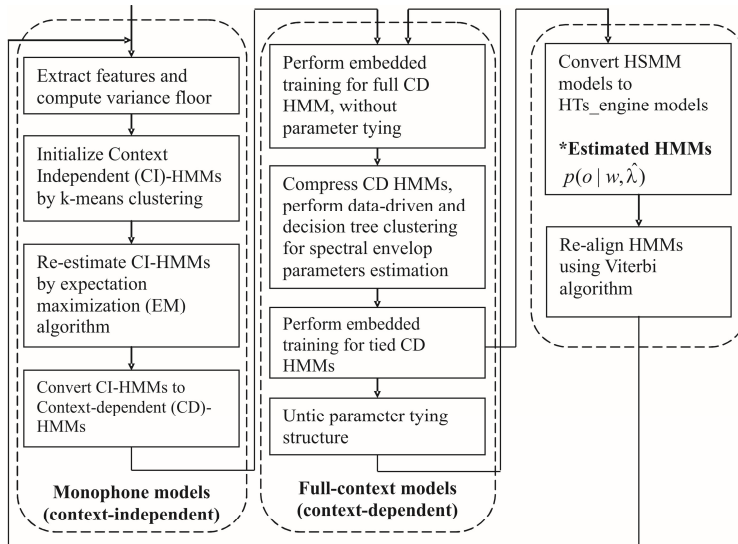 Extract features and
compute variance floor
Initialize Context
Independent (CI)-HMMs
by k-means clustering
Re-estimate CI-HMMs
by expectation
maximization (EM)
algorithm
Convert CI-HMMs to
Context-dependent (CD)-
HMMs
Monophone models
(context-independent)
Perform embedded
training for full CD
HMM, without
parameter tying
Compress CD HMMs,
perform data-driven and
decision tree clustering
for spectral envelop
parameters estimation
Perform embedded
training for tied CD
HMMs
Untie parameter tying
structure
Full-context models
(context-dependent)
Convert HSMM
models to
HTs_engine models
*Estimated HMMs
p(o | w, λ̂)
Re-align HMMs
using Viterbi
algorithm